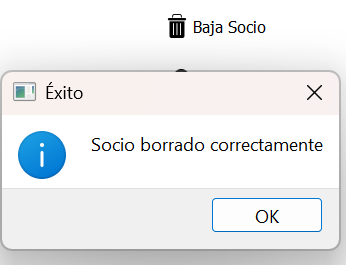 Baja Socio
Éxito
Socio borrado correctamente
OK